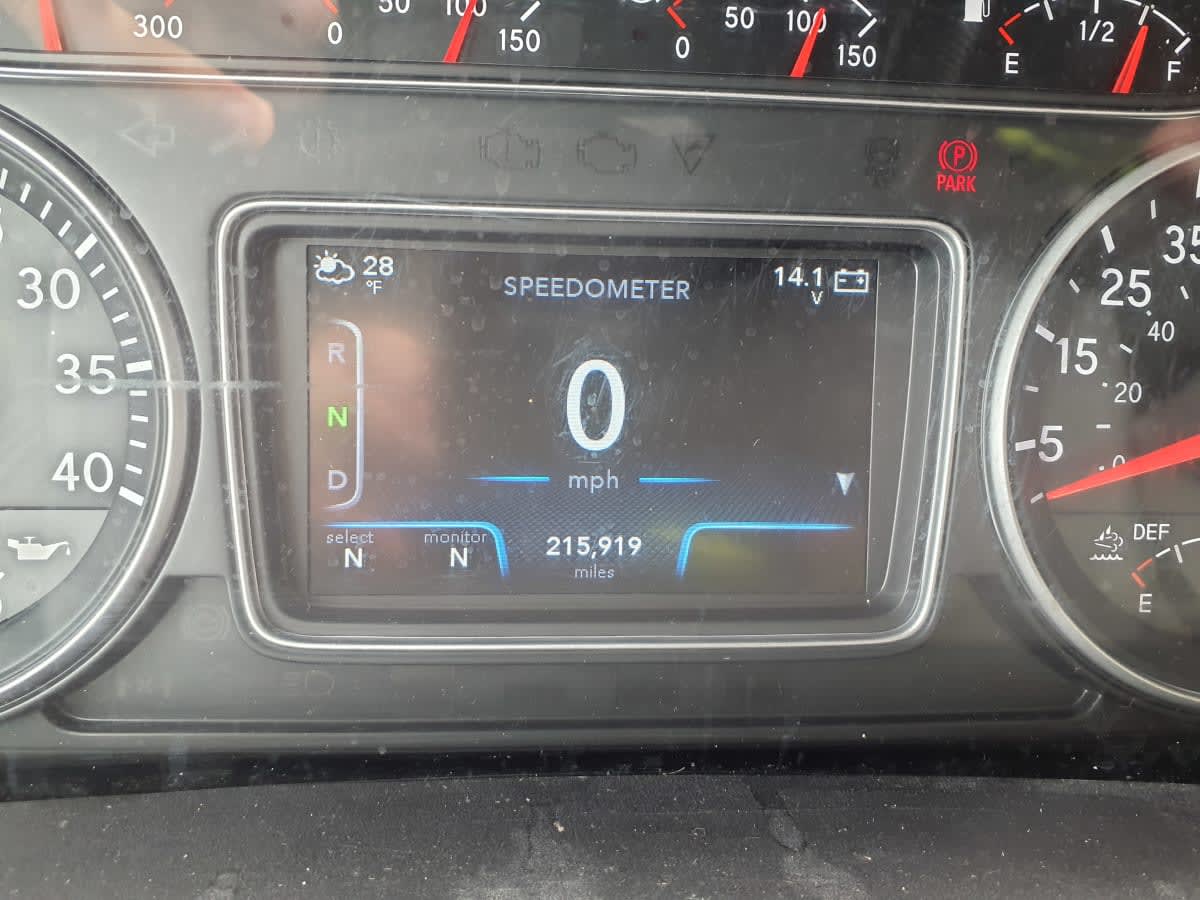 300 0 50 100 150 0 50 100 150 E 1/2 F
P
PARK
28 °F SPEEDOMETER 14.1 V
30 35 40
R
N
D
0
mph
select monitor
N N
215,919
miles
5 15 25 35
0 20 40
DEF
E